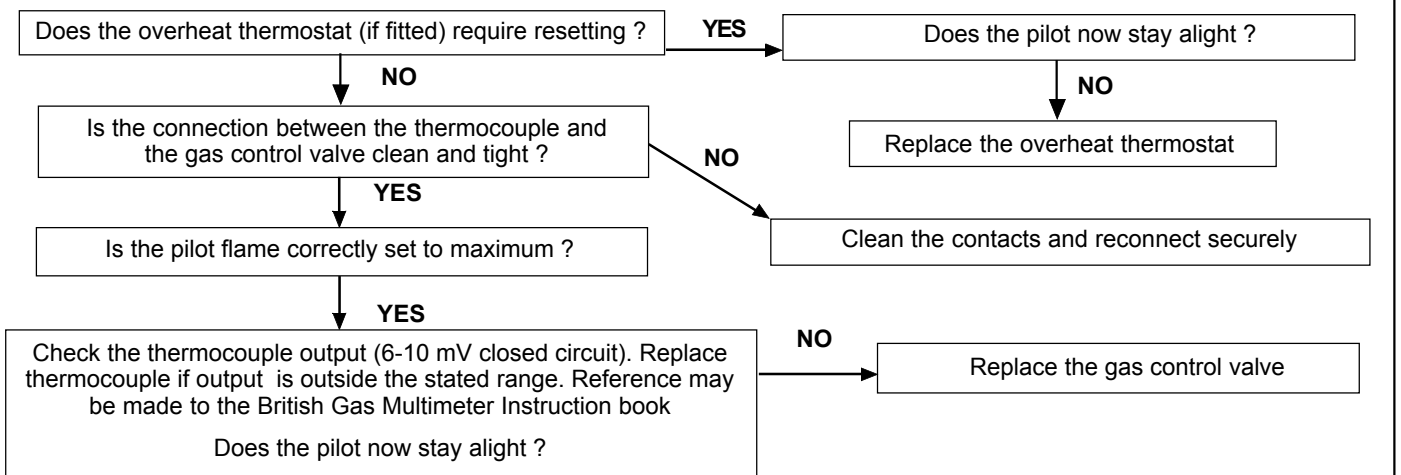 Does the overheat thermostat (if fitted) require resetting ?
YES
Does the pilot now stay alight ?
NO
NO
Replace the overheat thermostat
Is the connection between the thermocouple and
the gas control valve clean and tight ?
NO
YES
Clean the contacts and reconnect securely
Is the pilot flame correctly set to maximum ?
YES
Check the thermocouple output (6-10 mV closed circuit). Replace
thermocouple if output is outside the stated range. Reference may
be made to the British Gas Multimeter Instruction book
Does the pilot now stay alight ?
NO
Replace the gas control valve